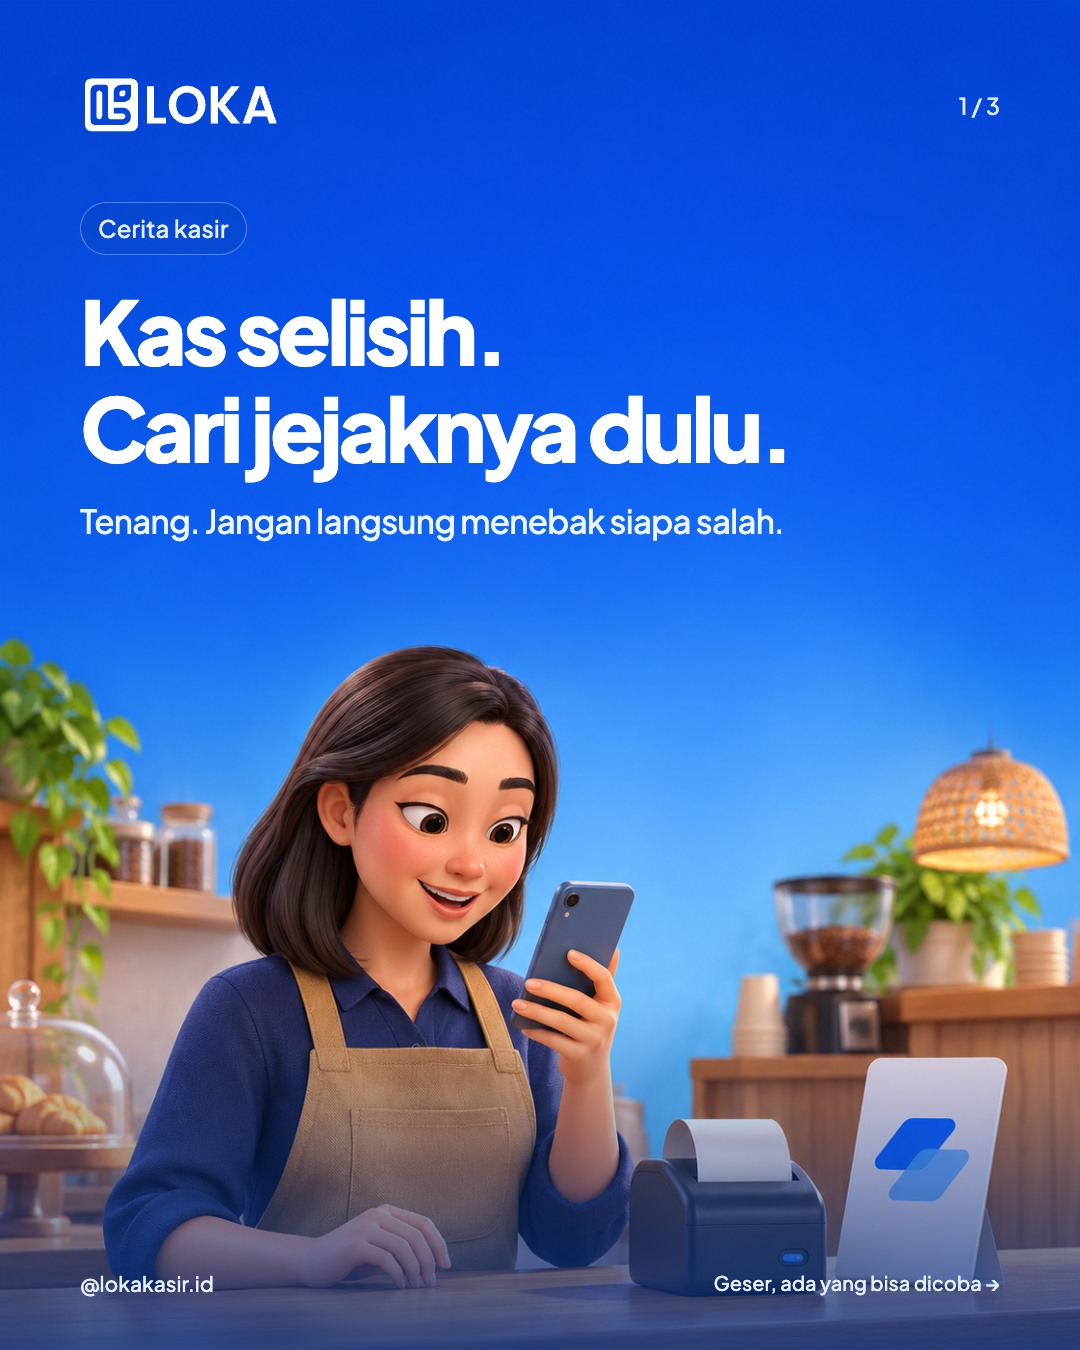 LOKA
1/3
Cerita kasir
Kas selisih.
Cari jejaknya dulu.
Tenang. Jangan langsung menebak siapa salah.
@lokakasir.id
Geser, ada yang bisa dicoba →